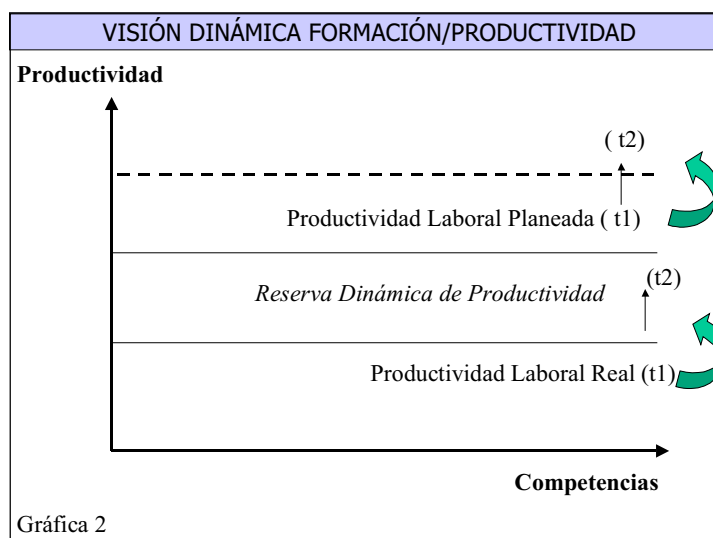 VISIÓN DINÁMICA FORMACIÓN/PRODUCTIVIDAD
Productividad
( t2)
Productividad Laboral Planeada ( t1)
Reserva Dinámica de Productividad
(t2)
Productividad Laboral Real (t1)
Competencias
Gráfica 2